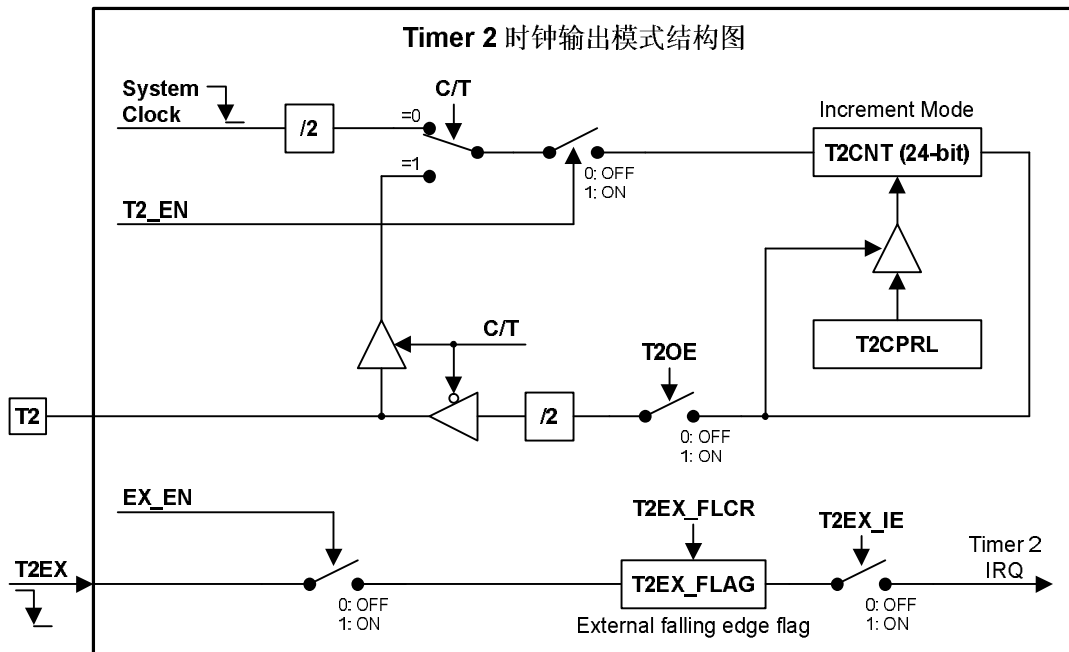 Timer 2 时钟输出模式结构图
System
Clock
/2
=0
=1
C/T
0: OFF
1: ON
Increment Mode
T2CNT (24-bit)
T2_EN
C/T
T2CPRL
T2OE
T2
/2
0: OFF
1: ON
EX_EN
T2EX_FLCR
T2EX_IE
Timer 2
IRQ
T2EX
T2EX_FLAG
0: OFF
1: ON
External falling edge flag
0: OFF
1: ON